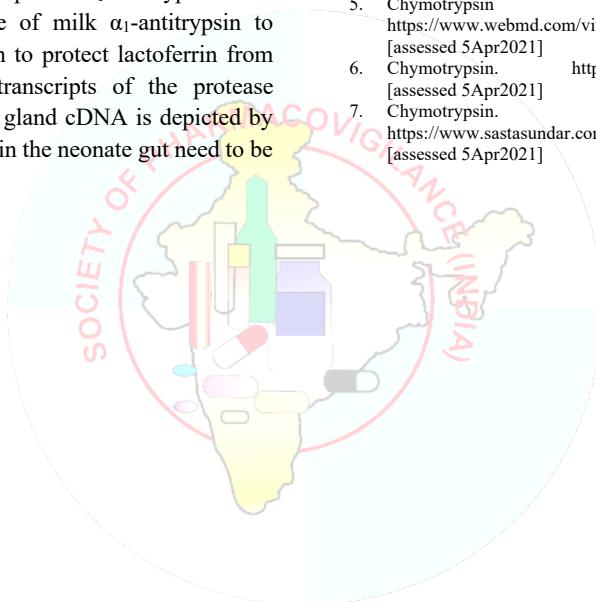 e of milk α₁-antitrypsin to
n to protect lactoferrin from
transcripts of the protease
gland cDNA is depicted by
in the neonate gut need to be
5. Chymotrypsin
https://www.webmd.com/vi
[assessed 5Apr2021]
6. Chymotrypsin. http
[assessed 5Apr2021]
7. Chymotrypsin.
https://www.sastasundar.co
[assessed 5Apr2021]
SOCIETY OF PHARMACOVIGILANCE (INDIA)